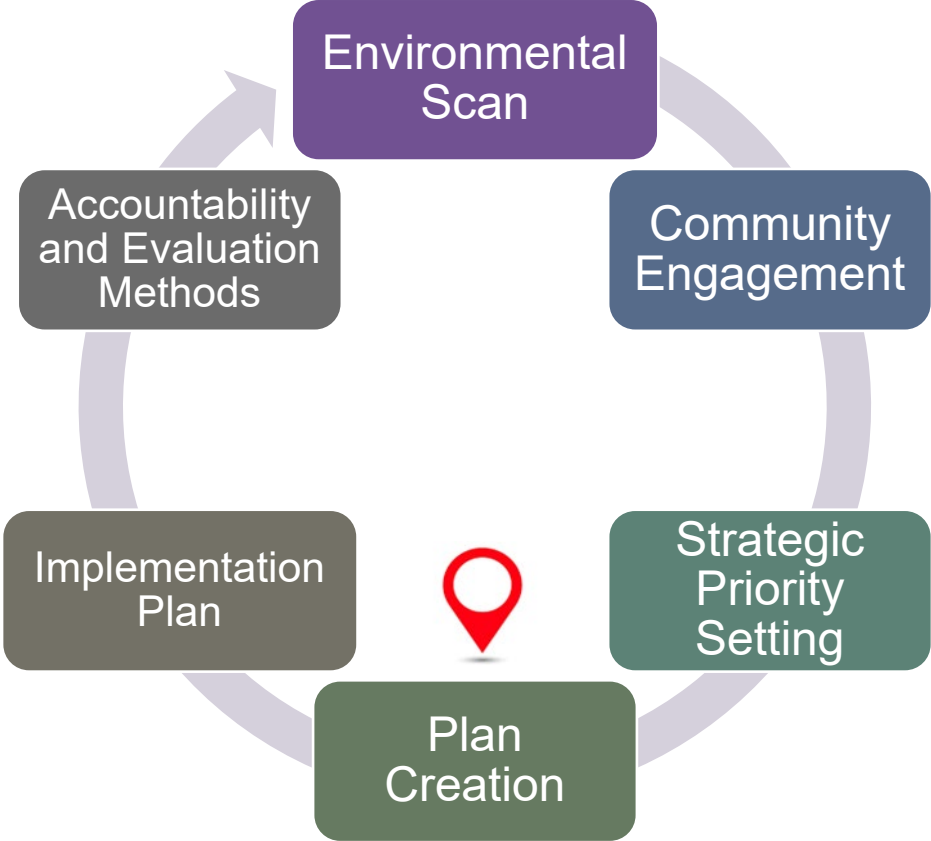 Environmental
Scan
Community
Engagement
Strategic
Priority
Setting
Plan
Creation
Implementation
Plan
Accountability
and Evaluation
Methods